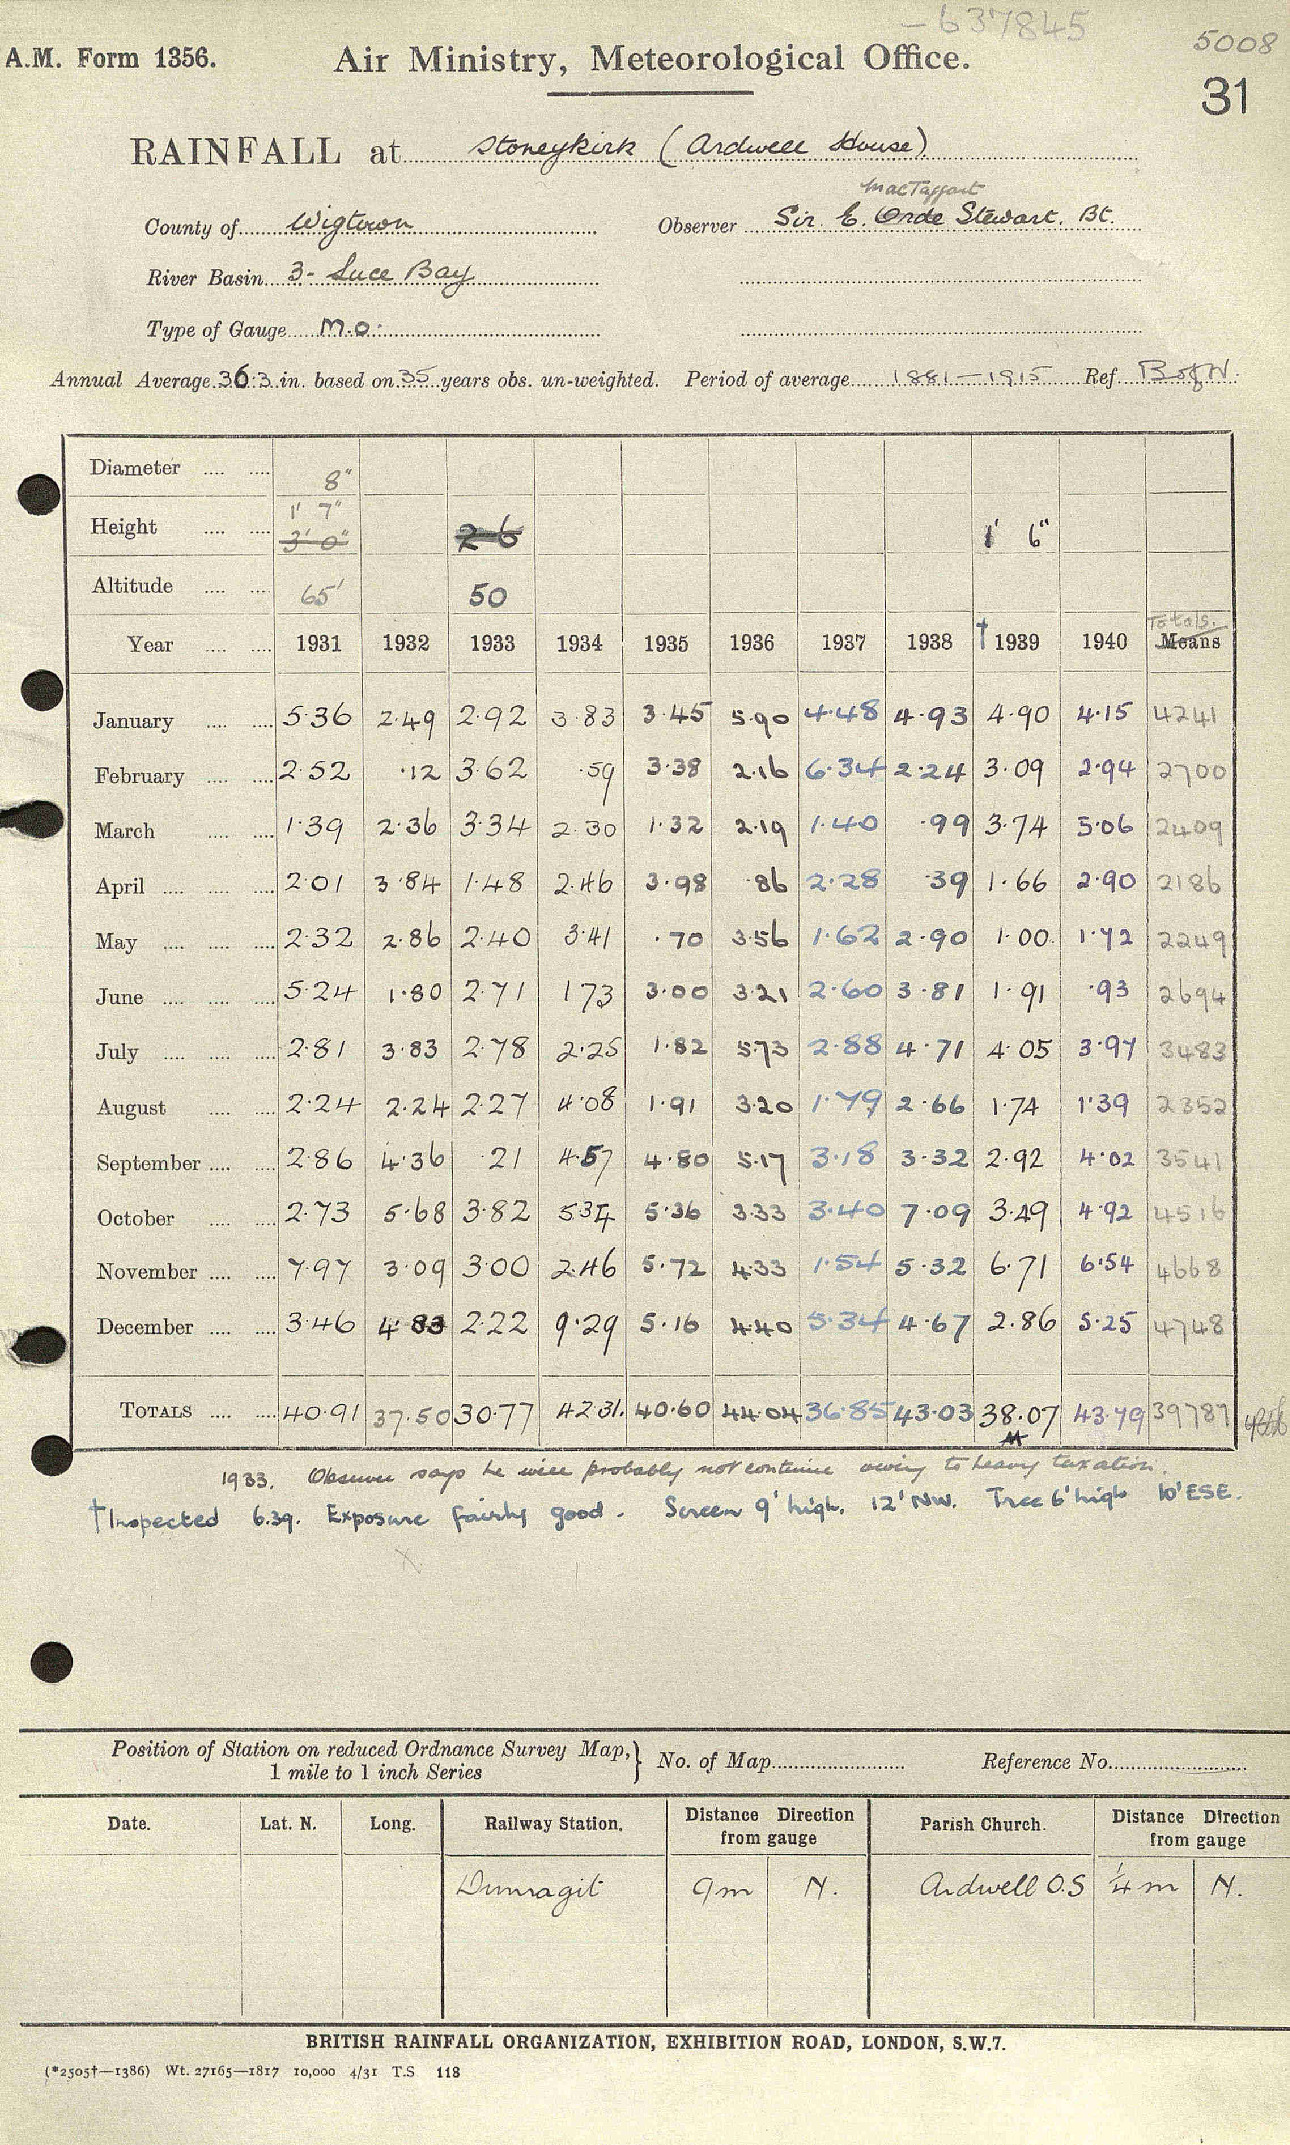 -637845
5008
A.M. Form 1356. Air Ministry, Meteorological Office.
31
RAINFALL at Stoneykirk (Ardwell House)
MacTaggart
County of Wigtown Observer Sir E. Orde Stewart. Bt.
River Basin 3- Luce Bay
Type of Gauge M.O.
Annual Average 36.3 in. based on 35 years obs. un-weighted. Period of average 1881-1915 Ref. B of W
Diameter 8"
1' 7"
Height 3' 0" 2 6 1' 6"
Altitude 65' 50
Totals.
Year 1931 1932 1933 1934 1935 1936 1937 1938 †1939 1940 Means
January 5.36 2.49 2.92 3.83 3.45 5.90 4.48 4.93 4.90 4.15 4241
February 2.52 .12 3.62 .59 3.38 2.16 6.34 2.24 3.09 2.94 2700
March 1.39 2.36 3.34 2.30 1.32 2.19 1.40 .99 3.74 5.06 2409
April 2.01 3.84 1.48 2.46 3.98 86 2.28 .39 1.66 2.90 2186
May 2.32 2.86 2.40 3.41 .70 3.56 1.62 2.90 1.00 1.72 2249
June 5.24 1.80 2.71 1 73 3.00 3.21 2.60 3.81 1.91 .93 2694
July 2.81 3.83 2.78 2.25 1.82 5.73 2.88 4.71 4.05 3.97 3483
August 2.24 2.24 2.27 4.08 1.91 3.20 1.79 2.66 1.74 1.39 2352
September 2.86 4.36 .21 4.57 4.80 5.17 3.18 3.32 2.92 4.02 3541
October 2.73 5.68 3.82 5.34 5.36 3.33 3.40 7.09 3.49 4.92 4516
November 7.97 3.09 3.00 2.46 5.72 4.33 1.54 5.32 6.71 6.54 4668
December 3.46 4.83 2.22 9.29 5.16 4.40 5.34 4.67 2.86 5.25 4748
TOTALS 40.91 37.50 30.77 42.31. 40.60 44.04 36.85 43.03 38.07 43.79 39787
1933. Observer says he will probably not continue owing to heavy taxation.
†Inspected 6.39. Exposure fairly good. Screen 9' high. 12' NW. Tree 6' high 10' ESE.
Position of Station on reduced Ordnance Survey Map,
1 mile to 1 inch Series
No. of Map Reference No.
Date. Lat. N. Long. Railway Station. Distance Direction from gauge Parish Church. Distance Direction from gauge
Dunragit 9m N. Ardwell O.S 1/4 m N.
BRITISH RAINFALL ORGANIZATION, EXHIBITION ROAD, LONDON, S.W.7.
(*2505†—1386) Wt. 27165—1817 10,000 4/31 T.S 118